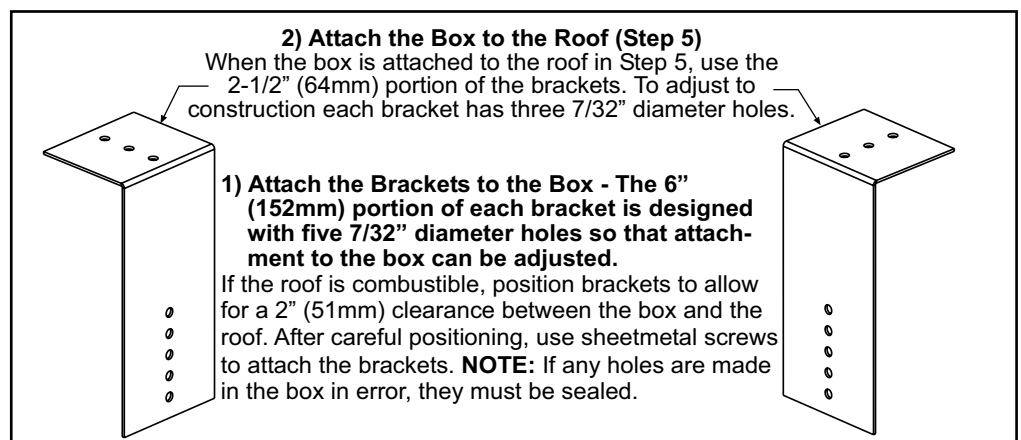 2) Attach the Box to the Roof (Step 5)
When the box is attached to the roof in Step 5, use the
2-1/2” (64mm) portion of the brackets. To adjust to
construction each bracket has three 7/32” diameter holes.
1) Attach the Brackets to the Box - The 6”
(152mm) portion of each bracket is designed
with five 7/32” diameter holes so that attach-
ment to the box can be adjusted.
If the roof is combustible, position brackets to allow
for a 2” (51mm) clearance between the box and the
roof. After careful positioning, use sheetmetal screws
to attach the brackets. NOTE: If any holes are made
in the box in error, they must be sealed.